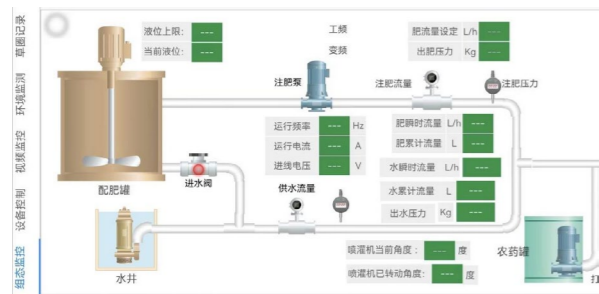 草圈记录
环境监测
视频监控
设备控制
组态监控
液位上限: ---
当前液位: ---
工频
变频
肥流量设定 L/h ---
出肥压力 Kg ---
注肥泵
注肥流量
注肥压力
运行频率 --- Hz
运行电流 --- A
进线电压 --- V
肥瞬时流量 L/h ---
肥累计流量 L ---
水瞬时流量 L/h ---
水累计流量 L ---
出水压力 Kg ---
配肥罐
进水阀
供水流量
水井
喷灌机当前角度: --- 度
喷灌机已转动角度: --- 度
农药罐